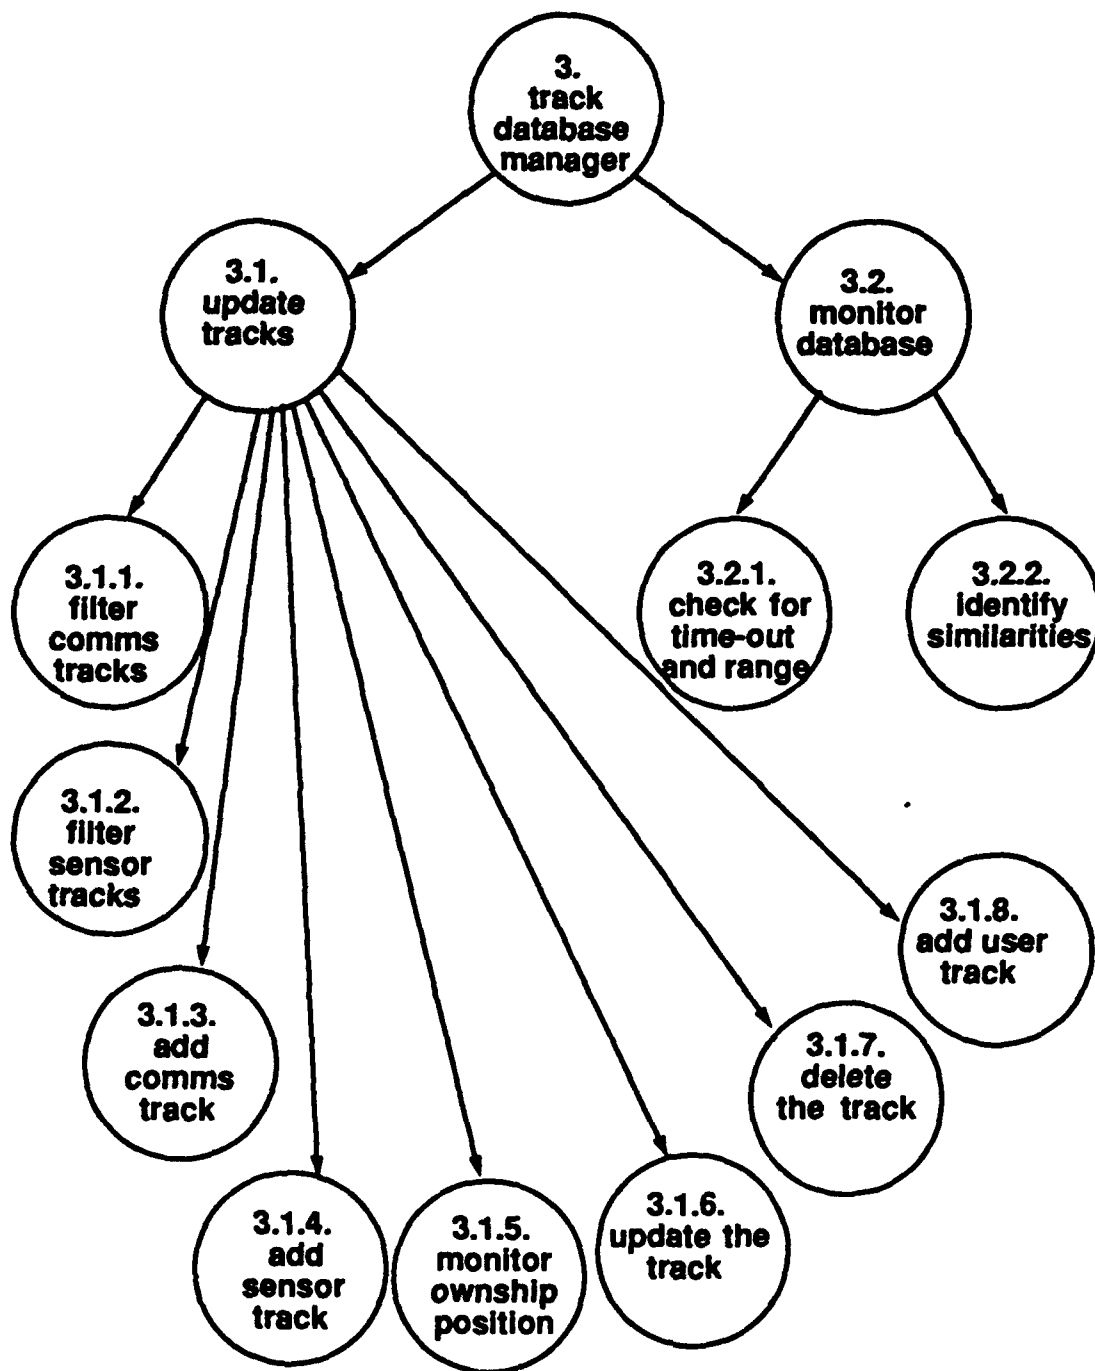 3.
track
database
manager
3.1.
update
tracks
3.2.
monitor
database
3.1.1.
filter
comms
tracks
3.2.1.
check for
time-out
and range
3.2.2.
identify
similarities
3.1.2.
filter
sensor
tracks
3.1.3.
add
comms
track
3.1.4.
add
sensor
track
3.1.5.
monitor
ownship
position
3.1.6.
update the
track
3.1.7.
delete
the track
3.1.8.
add user
track